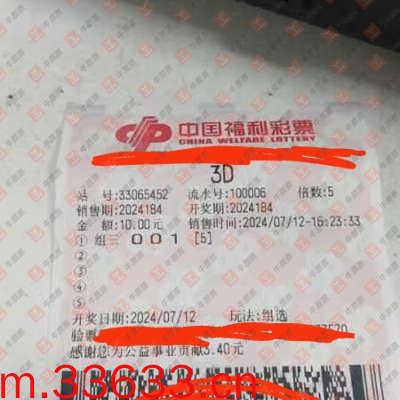 中国福利彩票
CHINA WELFARE LOTTERY
3D
站 号:33065452 流水号:100006 倍数:5
销售期:2024184 开奖期:2024184
金 额:10.00元 销售时间:2024/07/12-16:23:33
① 组三 001 [5]
②
③
④
⑤
开奖日期:2024/07/12 玩法:组选
验票
感谢您为公益事业贡献3.40元
m.33633.cn